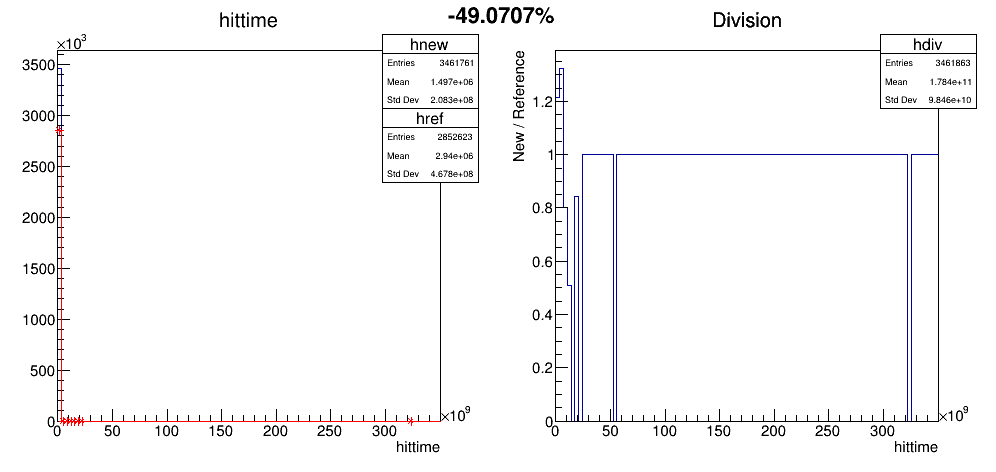 -49.0707%
hittime
×10³
hnew
Entries 3461761
Mean 1.497e+06
Std Dev 2.083e+08
href
Entries 2852623
Mean 2.94e+06
Std Dev 4.678e+08
3500
3000
2500
2000
1500
1000
500
0
0 50 100 150 200 250 300
×10⁹
hittime
Division
hdiv
Entries 3461863
Mean 1.784e+11
Std Dev 9.846e+10
New / Reference
1.2
1
0.8
0.6
0.4
0.2
0
0 50 100 150 200 250 300
×10⁹
hittime